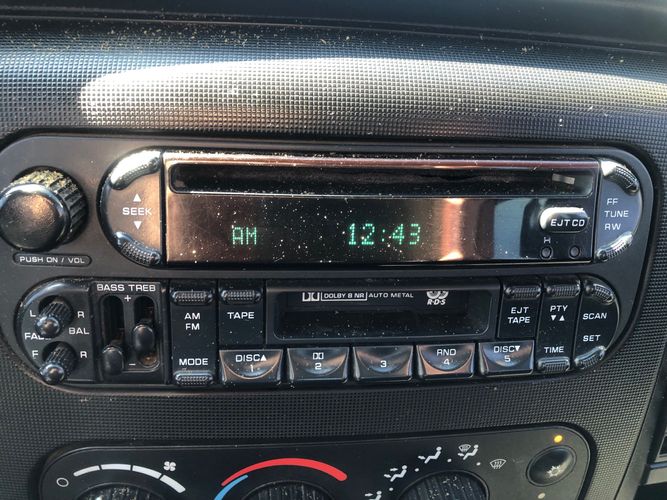 AM 12:43
SEEK
EJT CD
H
FF
TUNE
RW
PUSH ON / VOL
BASS TREB
+
-
L R
FADE BAL
F R
AM
FM
MODE
TAPE
DOLBY B NR AUTO METAL
R·D·S
EJT
TAPE
PTY
TIME
SCAN
SET
DISC 1
2
3
RND 4
DISC 5